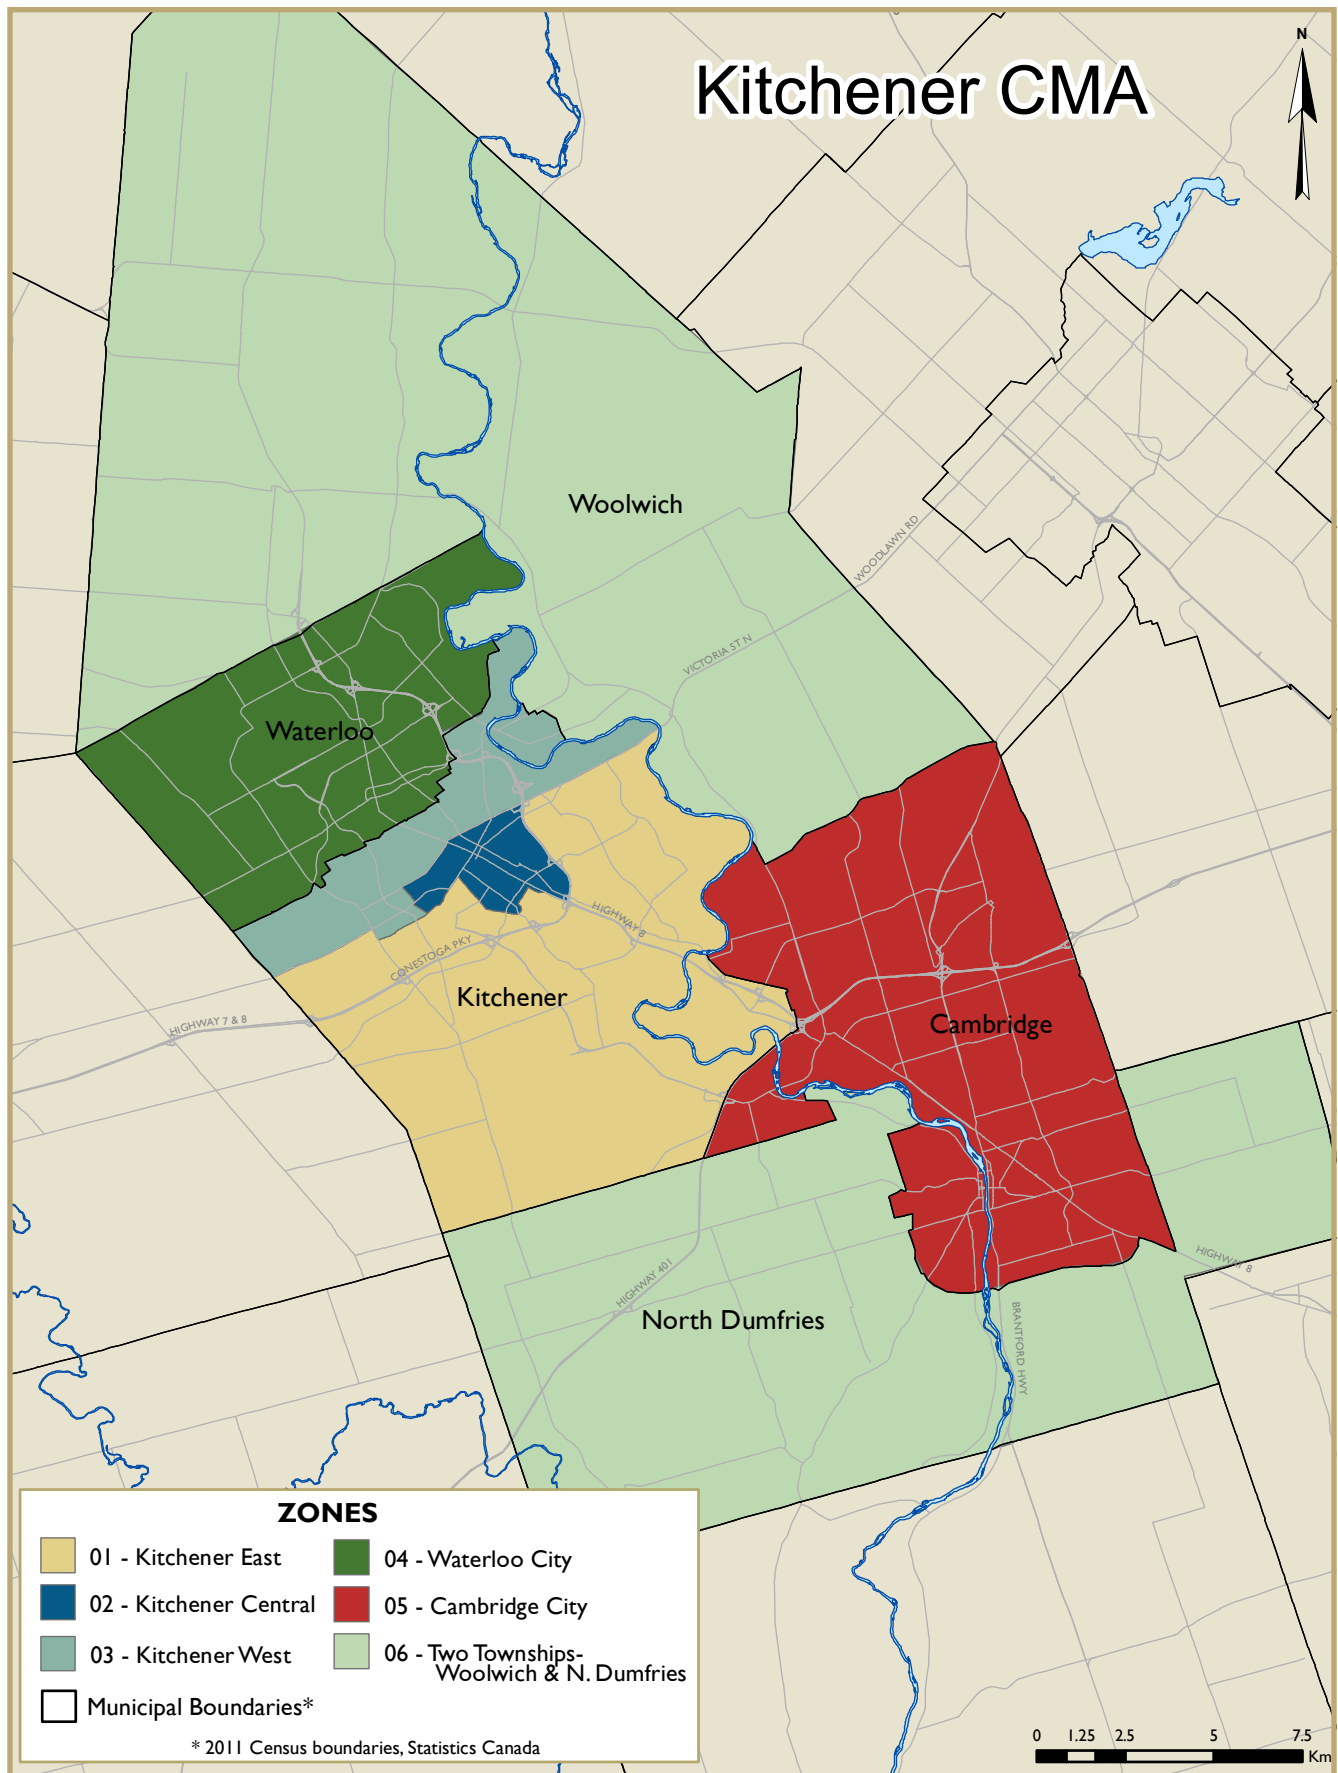 Kitchener CMA
N
Woolwich
WOODLAWN RD
VICTORIA ST N
Waterloo
HIGHWAY 8
CONESTOGA PKY
Kitchener
HIGHWAY 7 & 8
Cambridge
HIGHWAY 8
HIGHWAY 401
North Dumfries
BRANTFORD HWY
ZONES
01 - Kitchener East
02 - Kitchener Central
03 - Kitchener West
04 - Waterloo City
05 - Cambridge City
06 - Two Townships-
Woolwich & N. Dumfries
Municipal Boundaries*
* 2011 Census boundaries, Statistics Canada
0 1.25 2.5 5 7.5
Km